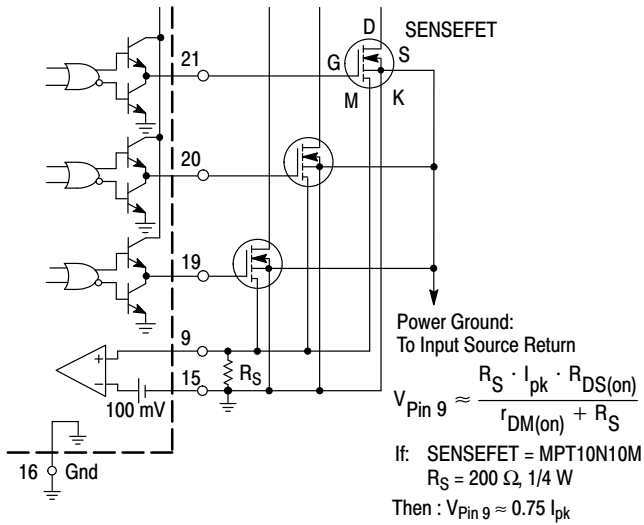 D
SENSEFET
21
G
S
M
K
20
19
9
+
R_S
15
–
100 mV
16
Gnd
Power Ground:
To Input Source Return
V_Pin 9 ≈ R_S · I_pk · R_DS(on) / r_DM(on) + R_S
If: SENSEFET = MPT10N10M
R_S = 200 Ω, 1/4 W
Then : V_Pin 9 ≈ 0.75 I_pk